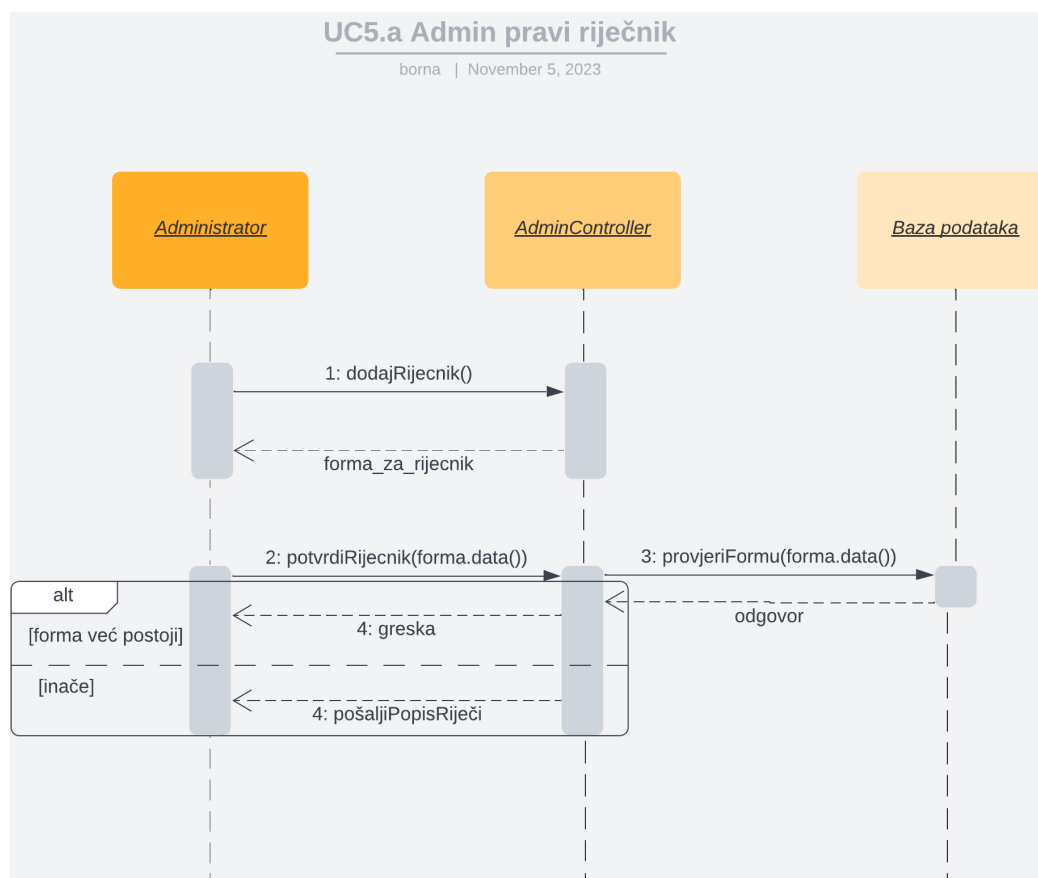 UC5.a Admin pravi riječnik
borna | November 5, 2023
Administrator
AdminController
Baza podataka
1: dodajRijecnik()
forma_za_rijecnik
2: potvrdiRijecnik(forma.data())
3: provjeriFormu(forma.data())
alt
odgovor
4: greska
[forma već postoji]
[inače]
4: pošaljiPopisRiječi